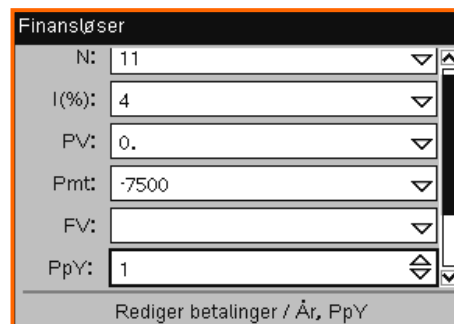 Finansløser
N: 11
I(%): 4
PV: 0.
Pmt: -7500
FV:
PpY: 1
Rediger betalinger / År, PpY